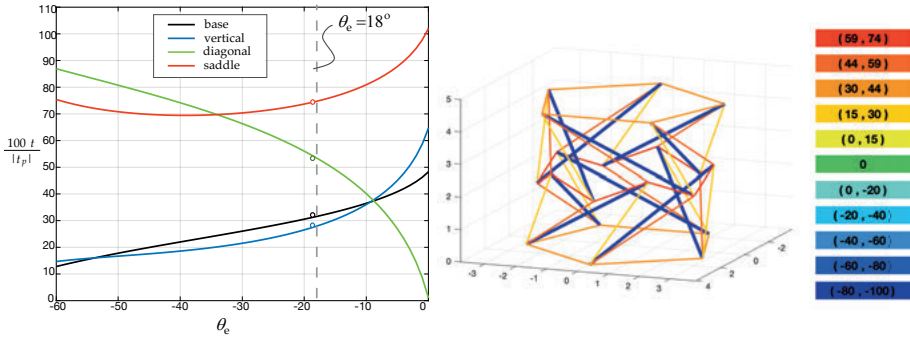 110
100
90
80
70
60
50
40
30
20
10
0
100 t
|t_p|
base
vertical
diagonal
saddle
θ_e = 18°
-60
-50
-40
-30
-20
-10
0
θ_e
5
4
3
2
1
0
-3
-2
-1
0
1
2
3
4
2
0
-2
(59 , 74)
(44 , 59)
(30 , 44)
(15 , 30)
(0 , 15)
0
(0 , -20)
(-20 , -40)
(-40 , -60)
(-60 , -80)
(-80 , -100)